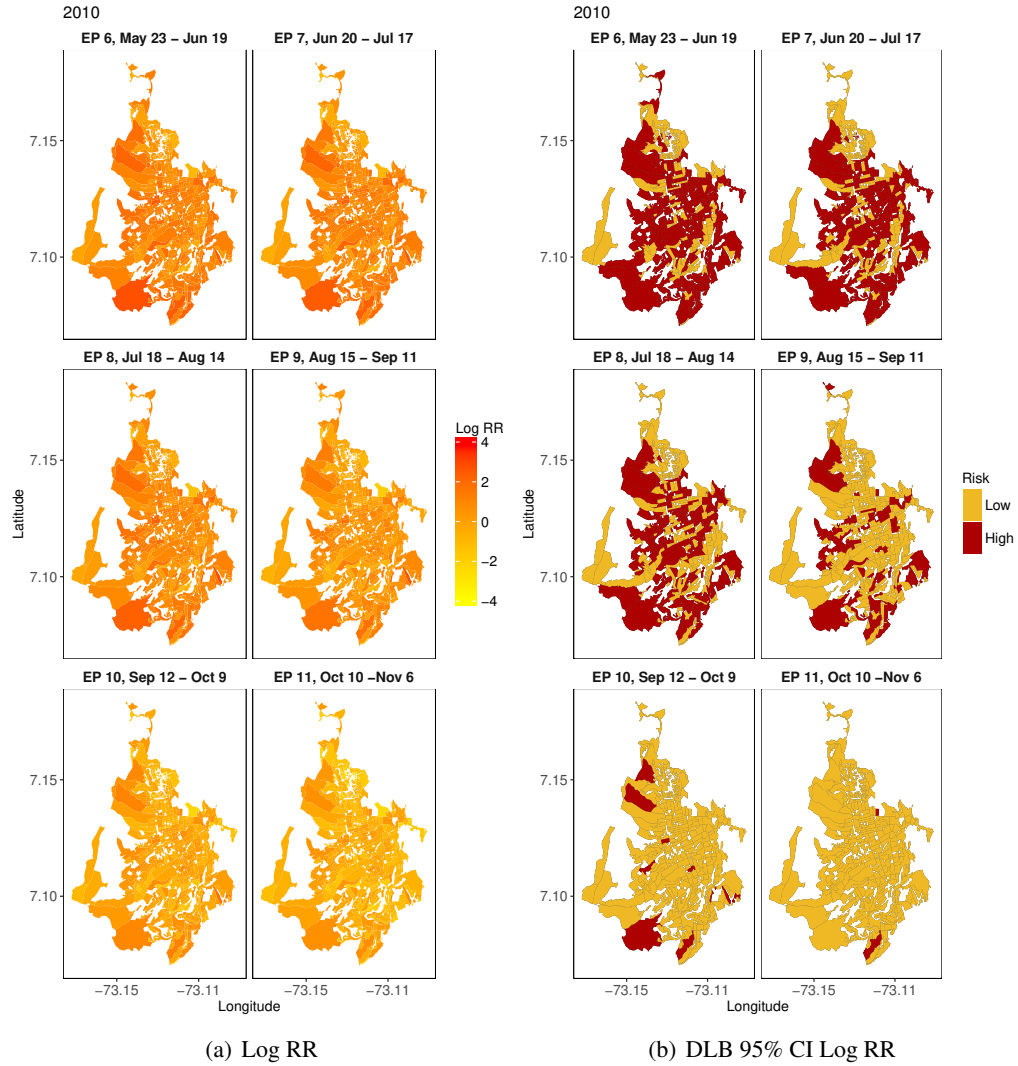 2010
EP 6, May 23 − Jun 19
EP 7, Jun 20 − Jul 17
7.15
7.10
EP 8, Jul 18 − Aug 14
EP 9, Aug 15 − Sep 11
7.15
7.10
EP 10, Sep 12 − Oct 9
EP 11, Oct 10 −Nov 6
7.15
7.10
−73.15
−73.11
−73.15
−73.11
Latitude
Longitude
Log RR
4
2
0
−2
−4
(a) Log RR
2010
EP 6, May 23 − Jun 19
EP 7, Jun 20 − Jul 17
7.15
7.10
EP 8, Jul 18 − Aug 14
EP 9, Aug 15 − Sep 11
7.15
7.10
EP 10, Sep 12 − Oct 9
EP 11, Oct 10 −Nov 6
7.15
7.10
−73.15
−73.11
−73.15
−73.11
Latitude
Longitude
Risk
Low
High
(b) DLB 95% CI Log RR